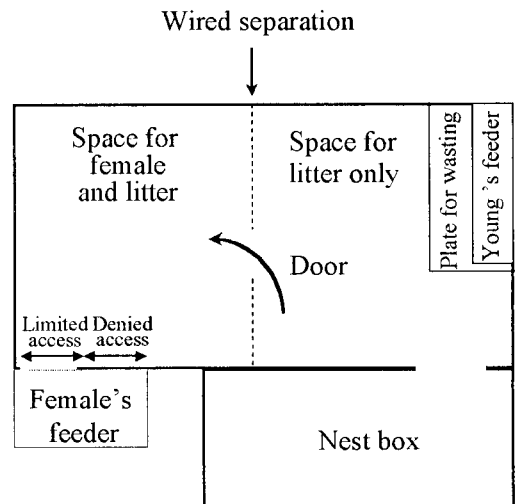 Wired separation
Space for
female
and litter
Space for
litter only
Plate for wasting
Young's feeder
Door
Limited Denied
access access
Female's
feeder
Nest box